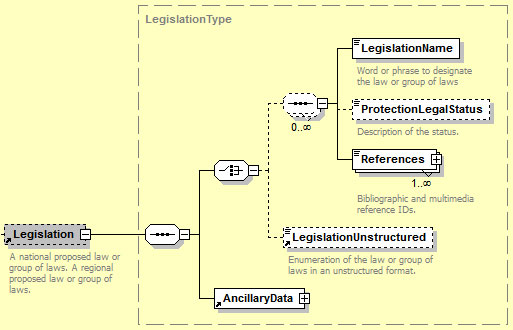 LegislationType
LegislationName
Word or phrase to designate
the law or group of laws
ProtectionLegalStatus
Description of the status.
0..∞
References
1..∞
Bibliographic and multimedia
reference IDs.
Legislation
A national proposed law or
group of laws. A regional
proposed law or group of
laws.
LegislationUnstructured
Enumeration of the law or group of
laws in an unstructured format.
AncillaryData